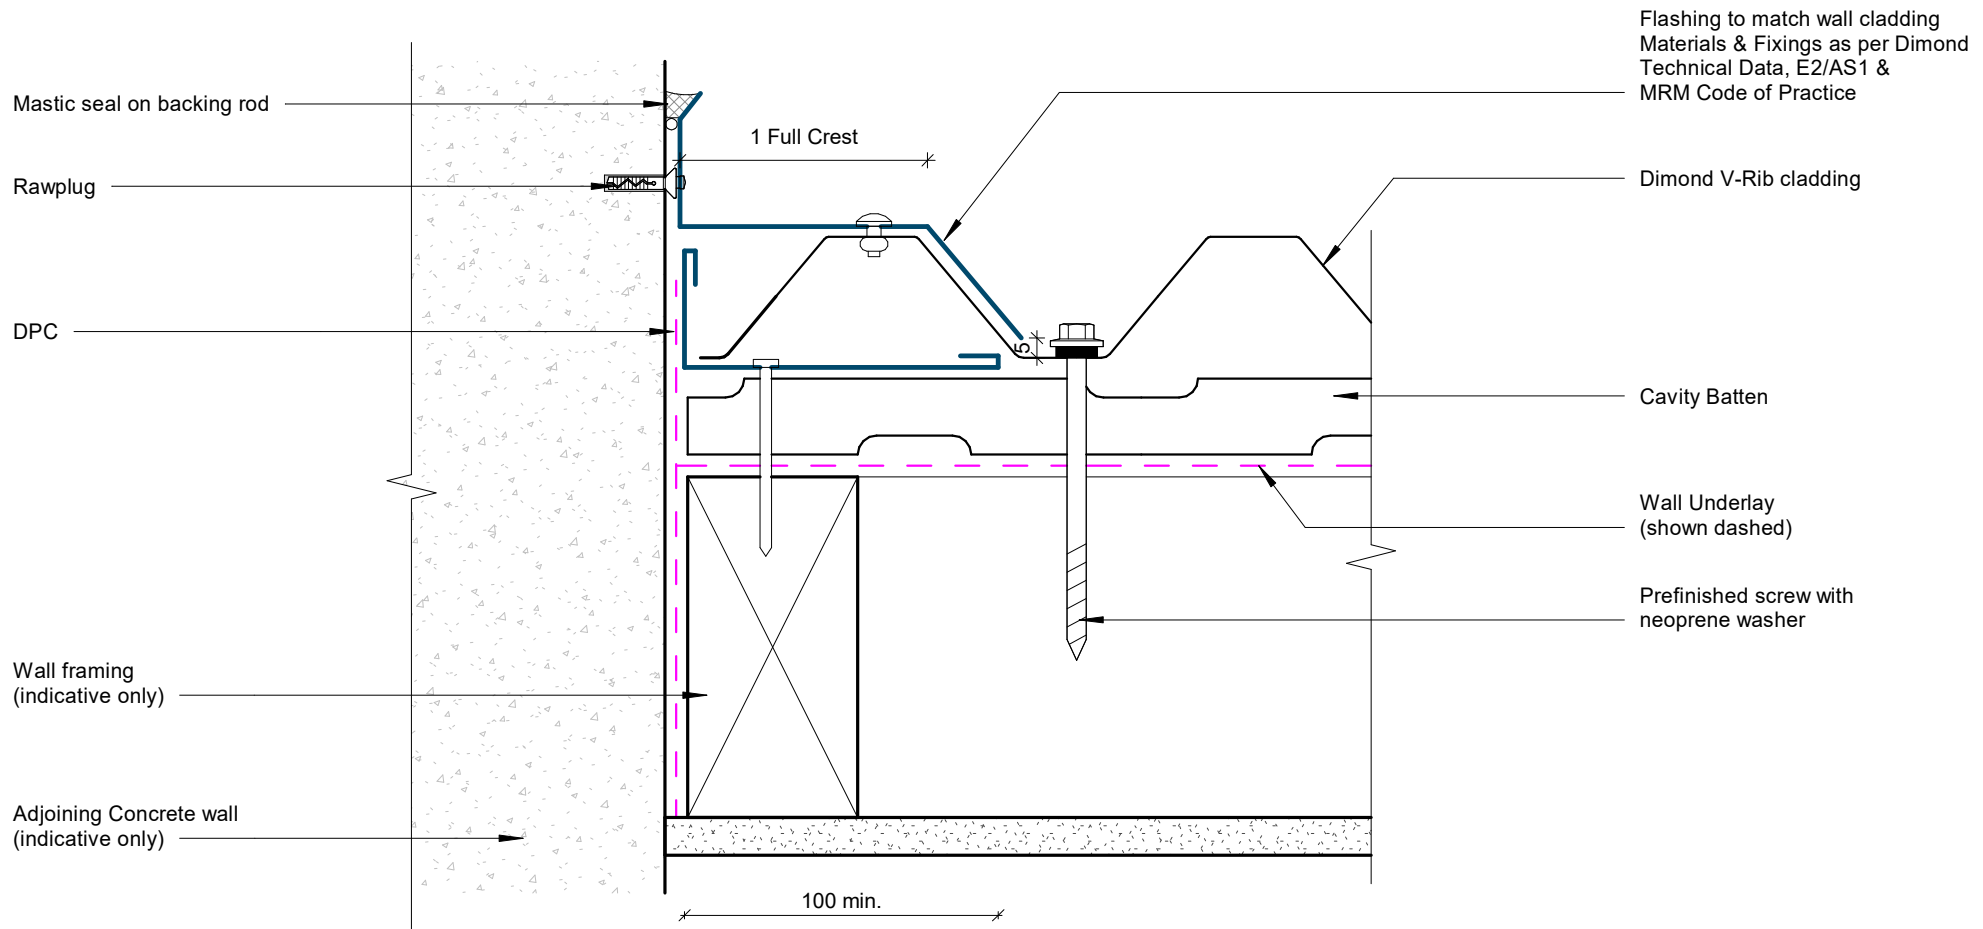 Flashing to match wall cladding
Materials & Fixings as per Dimond
Technical Data, E2/AS1 &
MRM Code of Practice
Mastic seal on backing rod
1 Full Crest
Rawplug
Dimond V-Rib cladding
DPC
5
Cavity Batten
Wall Underlay
(shown dashed)
Prefinished screw with
neoprene washer
Wall framing
(indicative only)
Adjoining Concrete wall
(indicative only)
100 min.